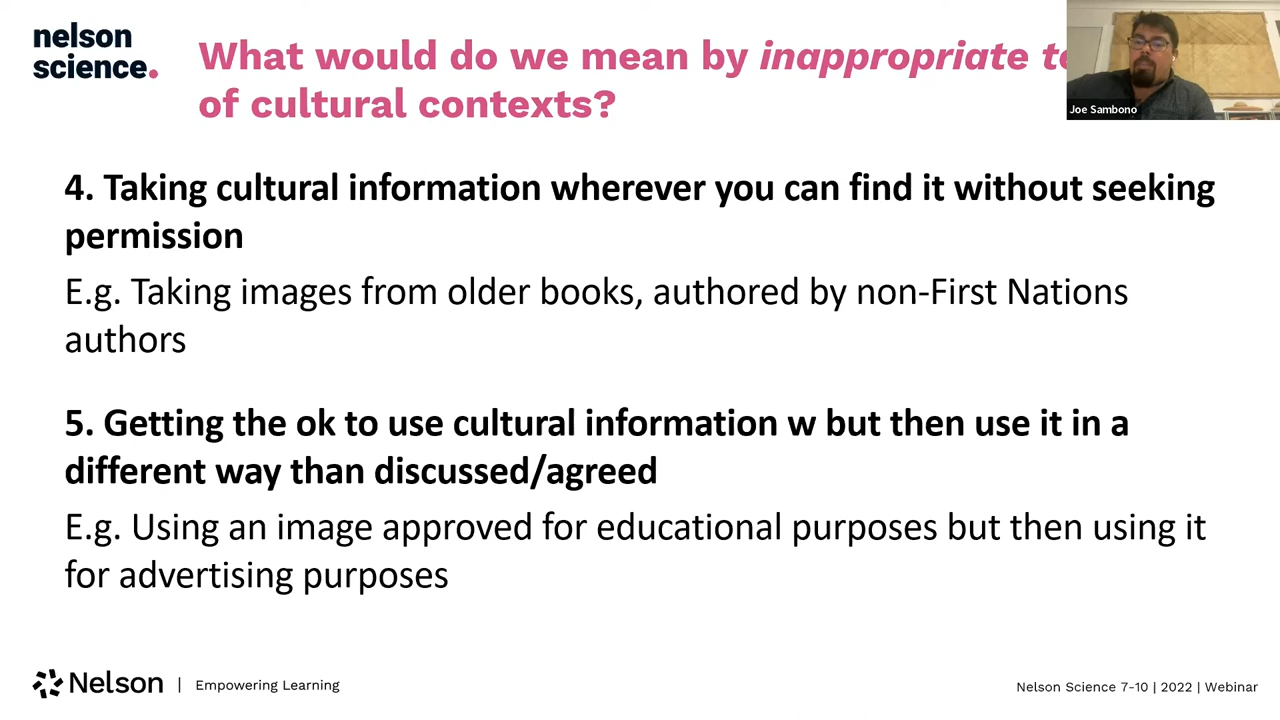 nelson
science.
What would do we mean by inappropriate
of cultural contexts?
Joe Sambono
4. Taking cultural information wherever you can find it without seeking
permission
E.g. Taking images from older books, authored by non-First Nations
authors
5. Getting the ok to use cultural information w but then use it in a
different way than discussed/agreed
E.g. Using an image approved for educational purposes but then using it
for advertising purposes
Nelson | Empowering Learning
Nelson Science 7-10 | 2022 | Webinar